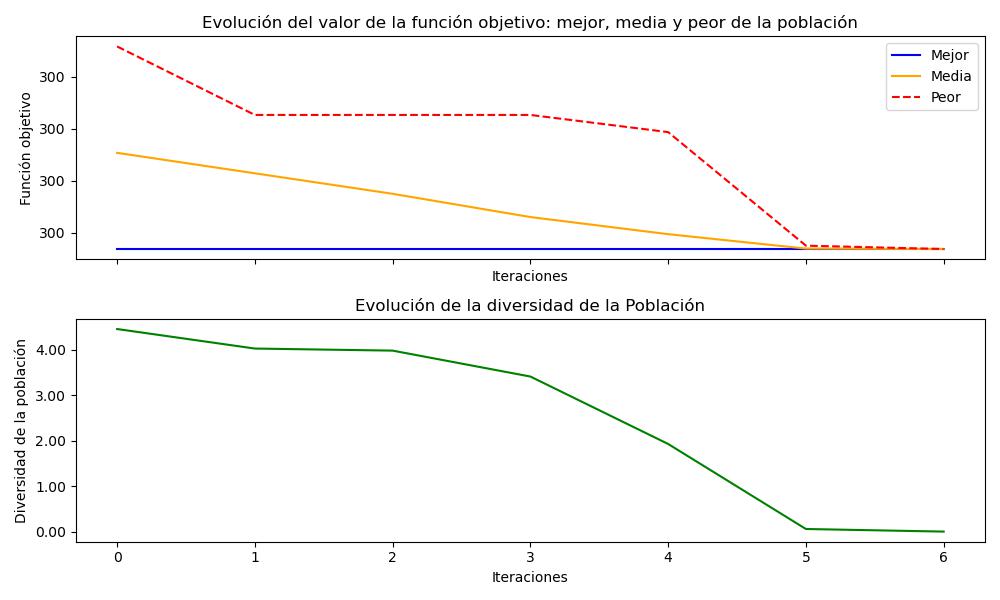 Evolución del valor de la función objetivo: mejor, media y peor de la población
Función objetivo
300
300
300
300
Mejor
Media
Peor
Iteraciones
Evolución de la diversidad de la Población
Diversidad de la población
4.00
3.00
2.00
1.00
0.00
0 1 2 3 4 5 6
Iteraciones